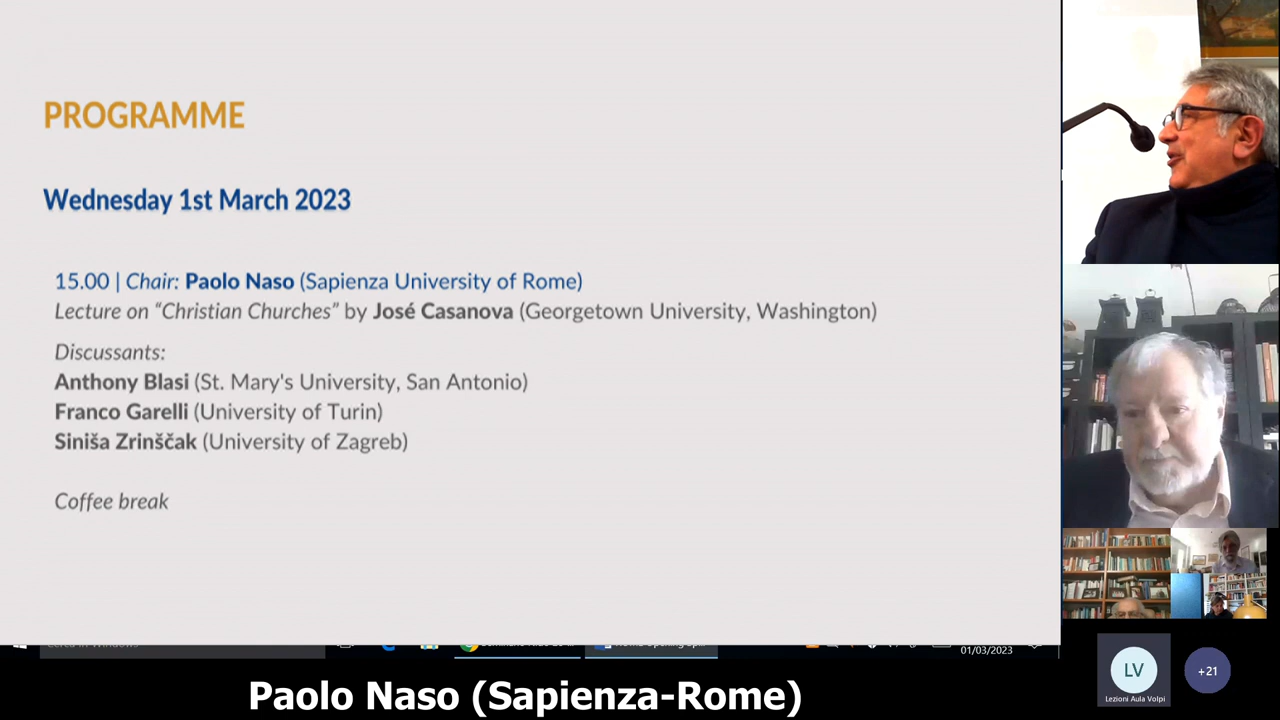 PROGRAMME
Wednesday 1st March 2023
15.00 | Chair: Paolo Naso (Sapienza University of Rome)
Lecture on “Christian Churches” by José Casanova (Georgetown University, Washington)
Discussants:
Anthony Blasi (St. Mary's University, San Antonio)
Franco Garelli (University of Turin)
Siniša Zrinščak (University of Zagreb)
Coffee break
01/03/2023
LV
Lezioni Aula Volpi
+21
Paolo Naso (Sapienza-Rome)